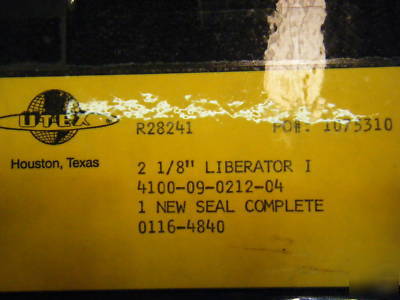 UTEX
R28241 PO#: 1075310
Houston, Texas
2 1/8" LIBERATOR I
4100-09-0212-04
1 NEW SEAL COMPLETE
0116-4840